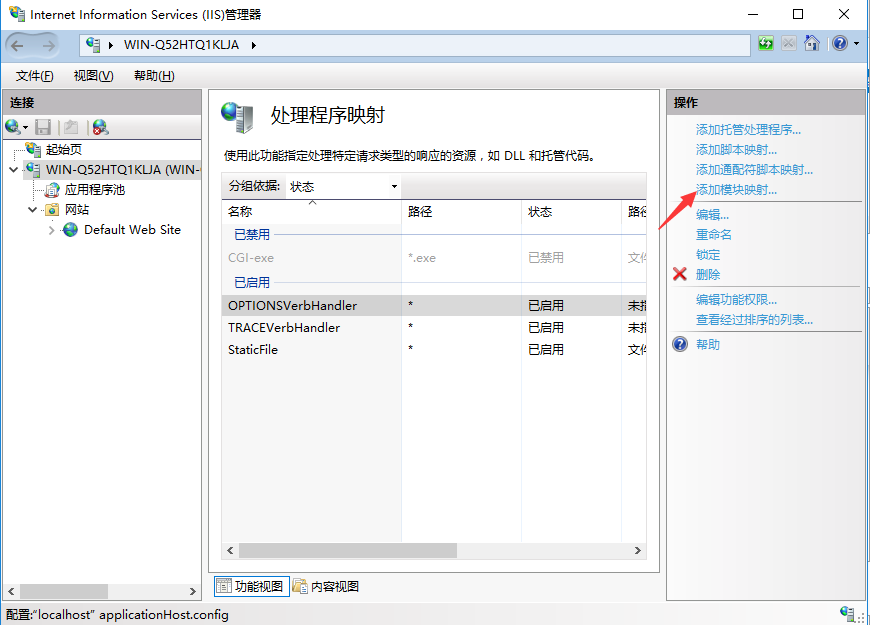 Internet Information Services (IIS)管理器
WIN-Q52HTQ1KLJA
文件(F) 视图(V) 帮助(H)
连接
起始页
WIN-Q52HTQ1KLJA (WIN-
应用程序池
网站
Default Web Site
处理程序映射
使用此功能指定处理特定请求类型的响应的资源，如 DLL 和托管代码。
分组依据: 状态
名称 路径 状态 路径
已禁用
CGI-exe *.exe 已禁用 文件
已启用
OPTIONSVerbHandler * 已启用 未指
TRACEVerbHandler * 已启用 未指
StaticFile * 已启用 文件
功能视图 内容视图
操作
添加托管处理程序...
添加脚本映射...
添加通配符脚本映射...
添加模块映射...
编辑...
重命名
锁定
删除
编辑功能权限...
查看经过排序的列表...
帮助
配置:"localhost" applicationHost.config